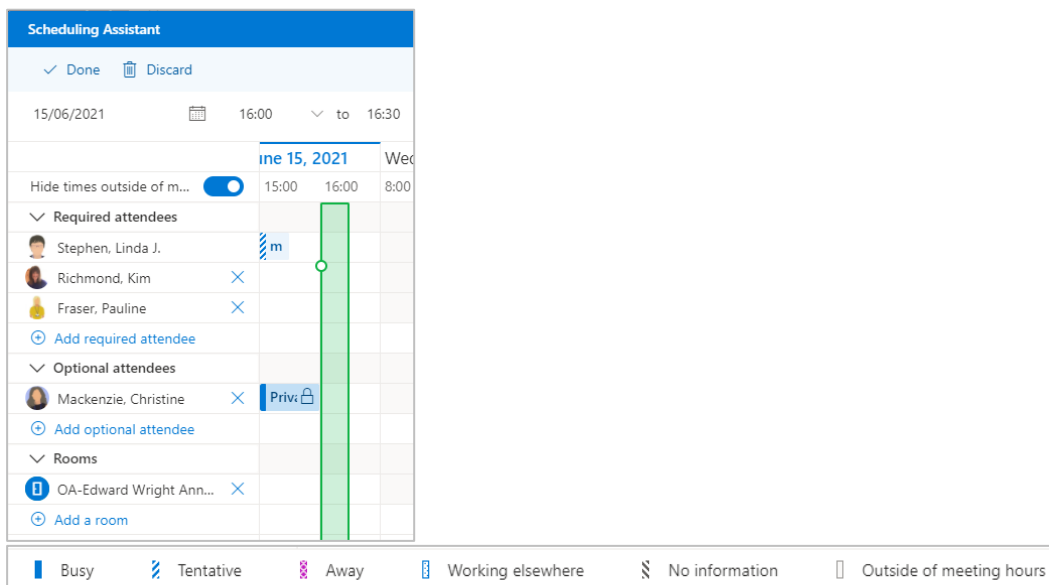 Scheduling Assistant
Done Discard
15/06/2021 16:00 to 16:30
une 15, 2021 Wed
Hide times outside of m... 15:00 16:00 8:00
Required attendees
Stephen, Linda J. m
Richmond, Kim
Fraser, Pauline
Add required attendee
Optional attendees
Mackenzie, Christine Priva
Add optional attendee
Rooms
OA-Edward Wright Ann...
Add a room
Busy Tentative Away Working elsewhere No information Outside of meeting hours